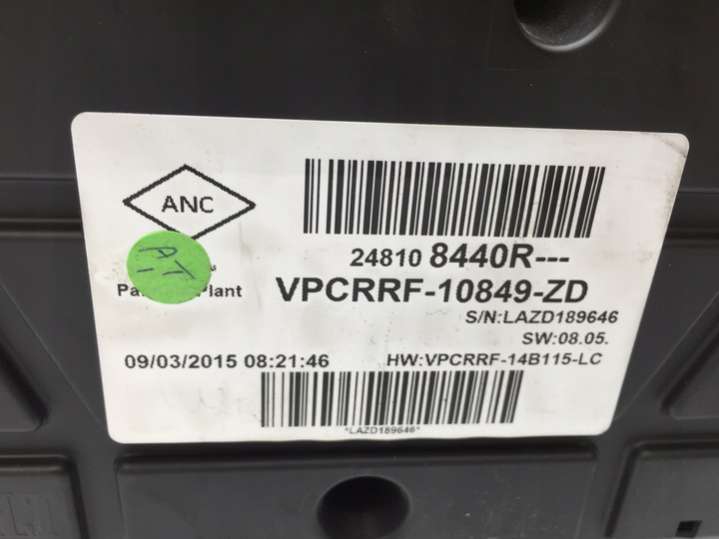 ANC
24810 8440R---
Plant
VPCRRF-10849-ZD
S/N:LAZD189646
SW:08.05.
09/03/2015 08:21:46
HW:VPCRRF-14B115-LC
*LAZD189646*